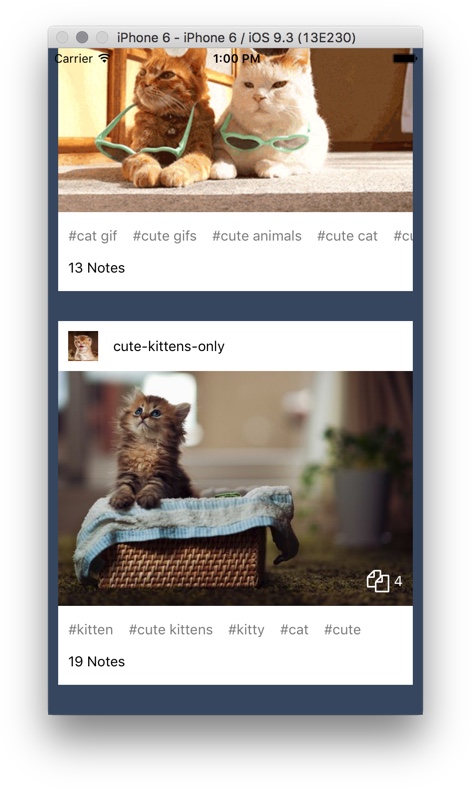 iPhone 6 - iPhone 6 / iOS 9.3 (13E230)
Carrier 1:00 PM
#cat gif #cute gifs #cute animals #cute cat #cu
13 Notes
cute-kittens-only
4
#kitten #cute kittens #kitty #cat #cute
19 Notes